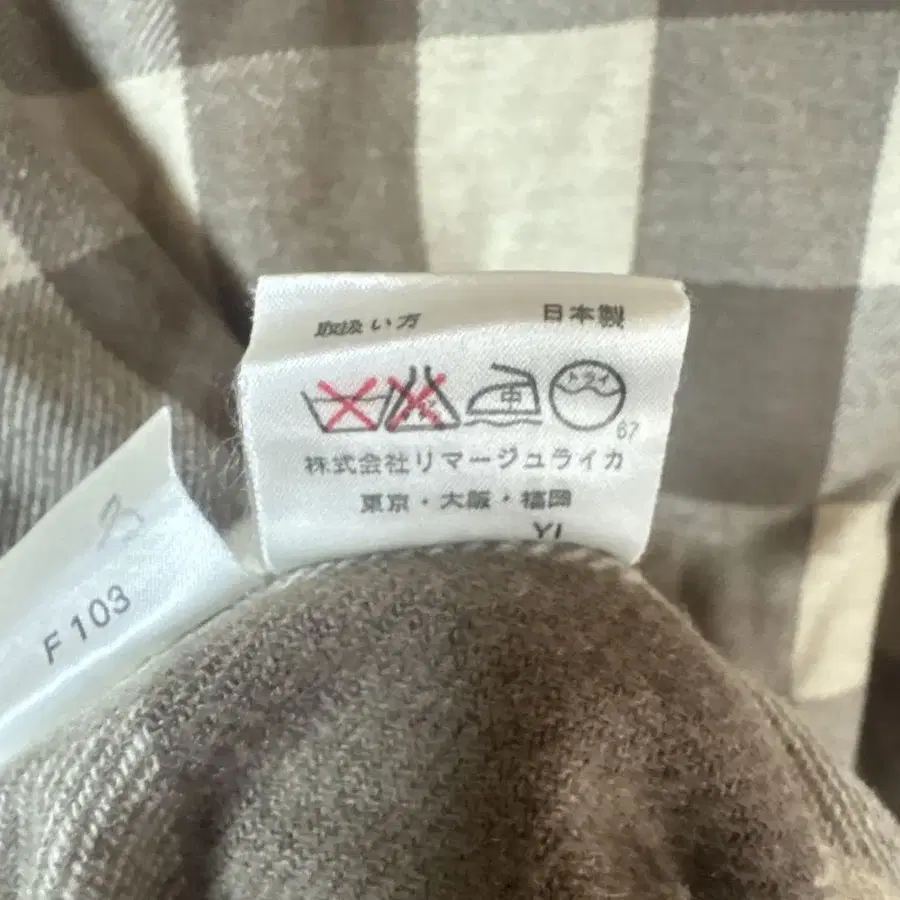 取扱い方
日本製
中
ドライ
67
株式会社リマージュライカ
東京・大阪・福岡
YI
F 103